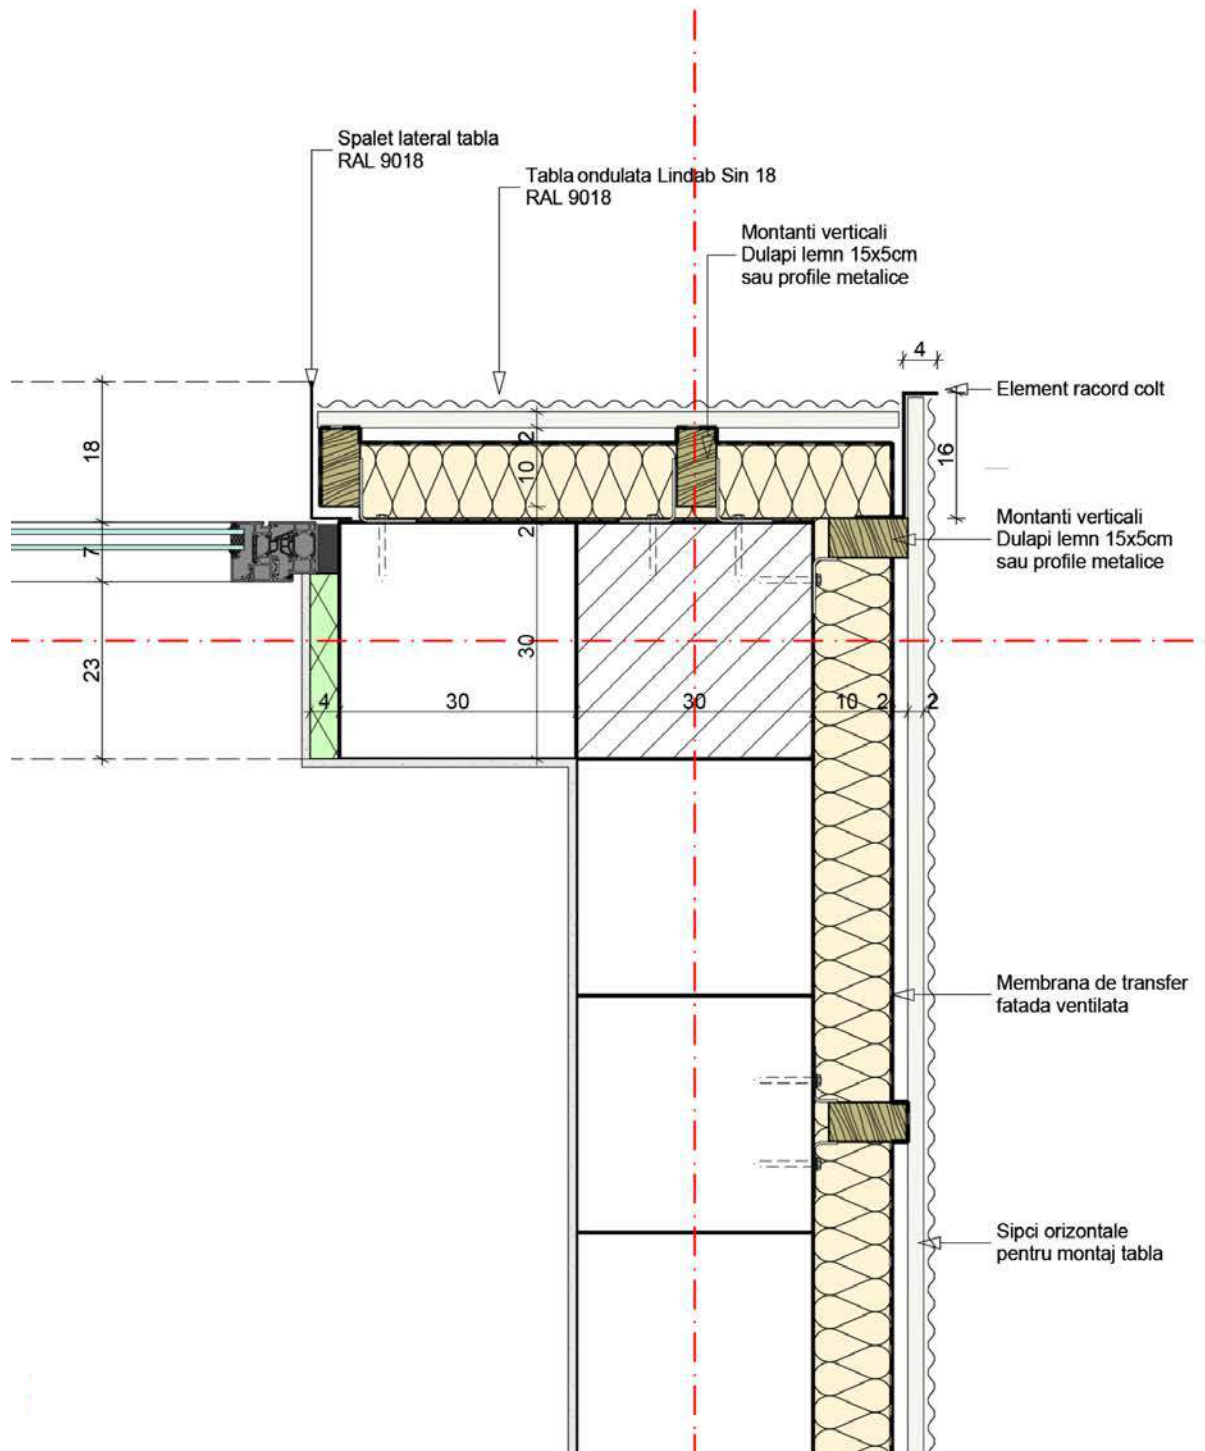 Spalet lateral tabla
RAL 9018
Tabla ondulata Lindab Sin 18
RAL 9018
Montanti verticali
Dulapi lemn 15x5cm
sau profile metalice
4
Element racord colt
18
2
10
16
2
Montanti verticali
Dulapi lemn 15x5cm
sau profile metalice
7
30
23
4 30 30 10 2 2
Membrana de transfer
fatada ventilata
Sipci orizontale
pentru montaj tabla